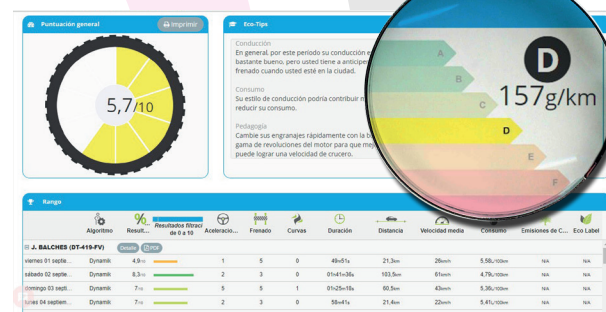 Puntuación general
Imprimir
5,7/10
Eco-Tips
Conducción
En general, por este período su conducción
bastante bueno, pero usted tiene a anticipe
frenado cuando usted esté en la ciudad.
Consumo
Su estilo de conducción podría contribuir
reducir su consumo.
Pedagogía
Cambie sus engranajes rápidamente con la
gama de revoluciones del motor para que
puede lograr una velocidad de crucero.
A
B
C
D
E
F
D
157g/km
Rango
Algoritmo Result... Resultados filtraci de 0 a 10 Aceleracio... Frenado Curvas Duración Distancia Velocidad media Consumo Emisiones de C... Eco Label
J. BALCHES (DT-419-FV) Details PDF
viernes 01 septie... Dynamik 4,9/10 1 5 0 49m51s 21,3km 26km/h 5,58L/100km N/A N/A
sábado 02 septie... Dynamik 8,3/10 2 3 0 01h41m38s 103,5km 61km/h 4,79L/100km N/A N/A
domingo 03 septi... Dynamik 7/10 5 5 1 01h25m18s 60,5km 43km/h 5,36L/100km N/A N/A
lunes 04 septiem... Dynamik 7/10 2 3 0 58m41s 21,4km 22km/h 5,41L/100km N/A N/A